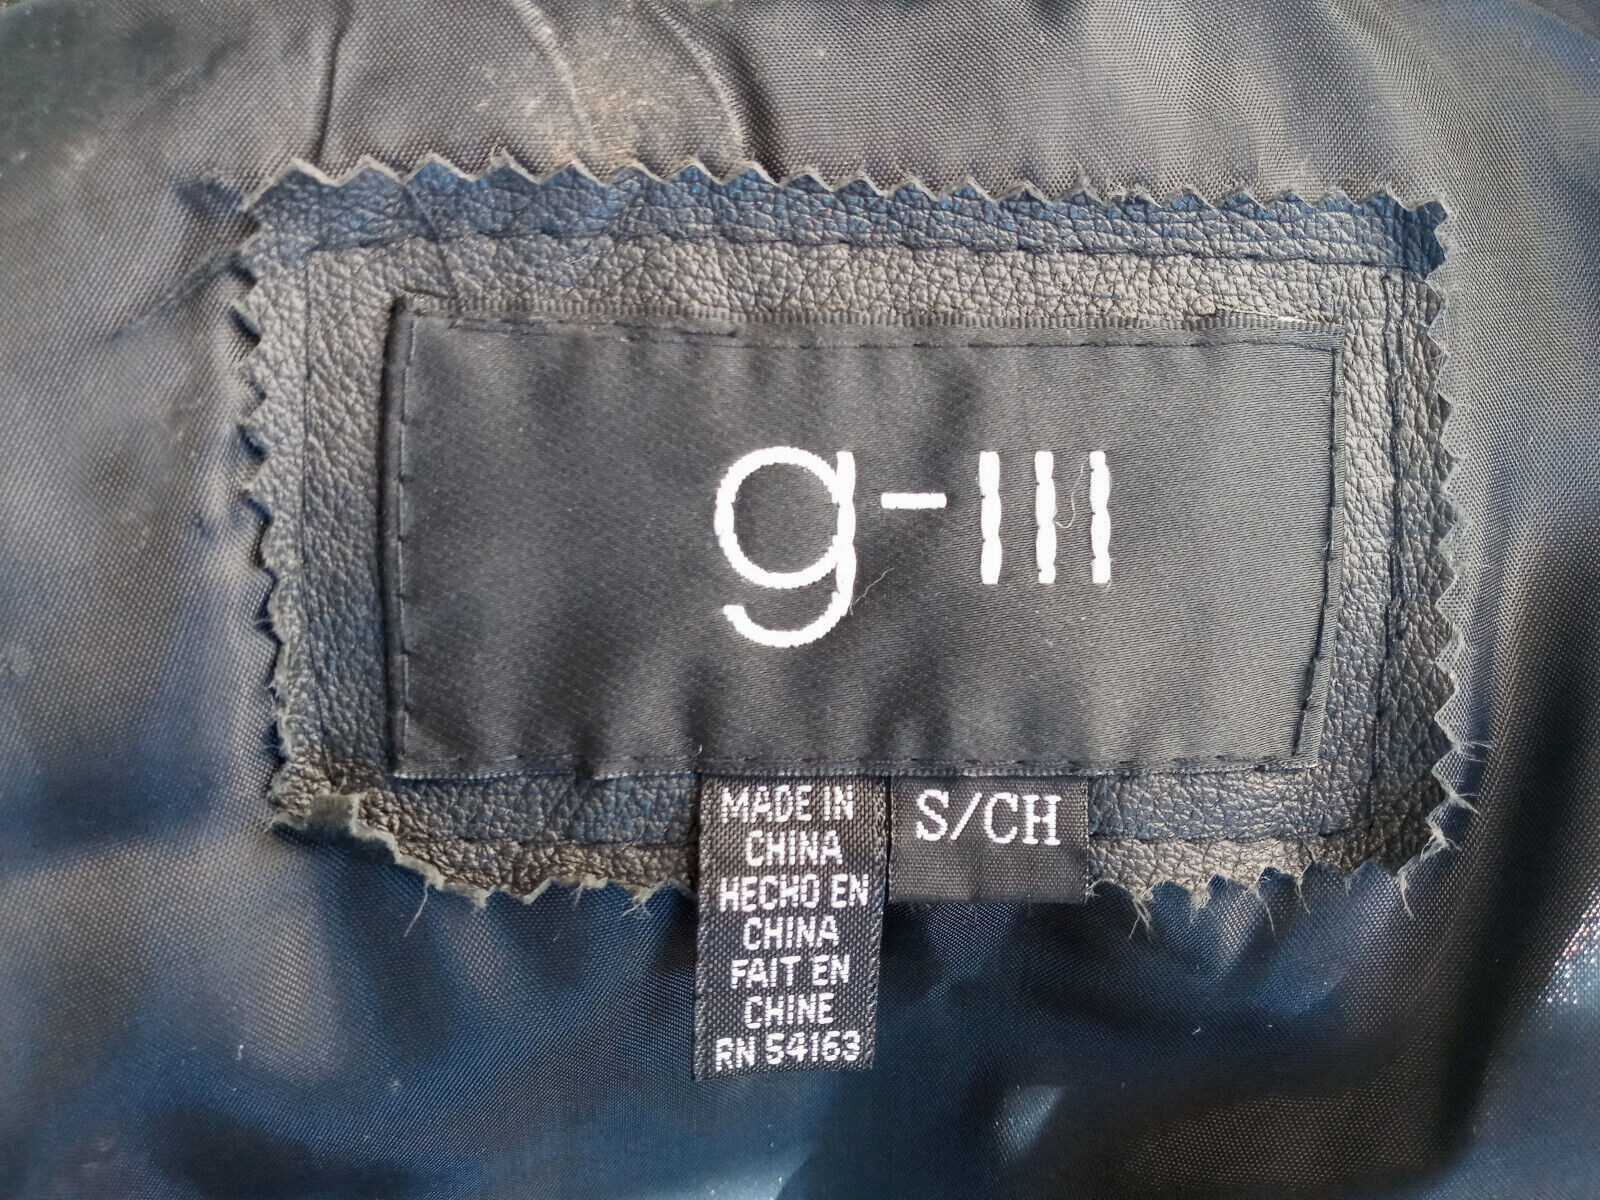 g-III
MADE IN
CHINA
HECHO EN
CHINA
FAIT EN
CHINE
RN 54163
S/CH